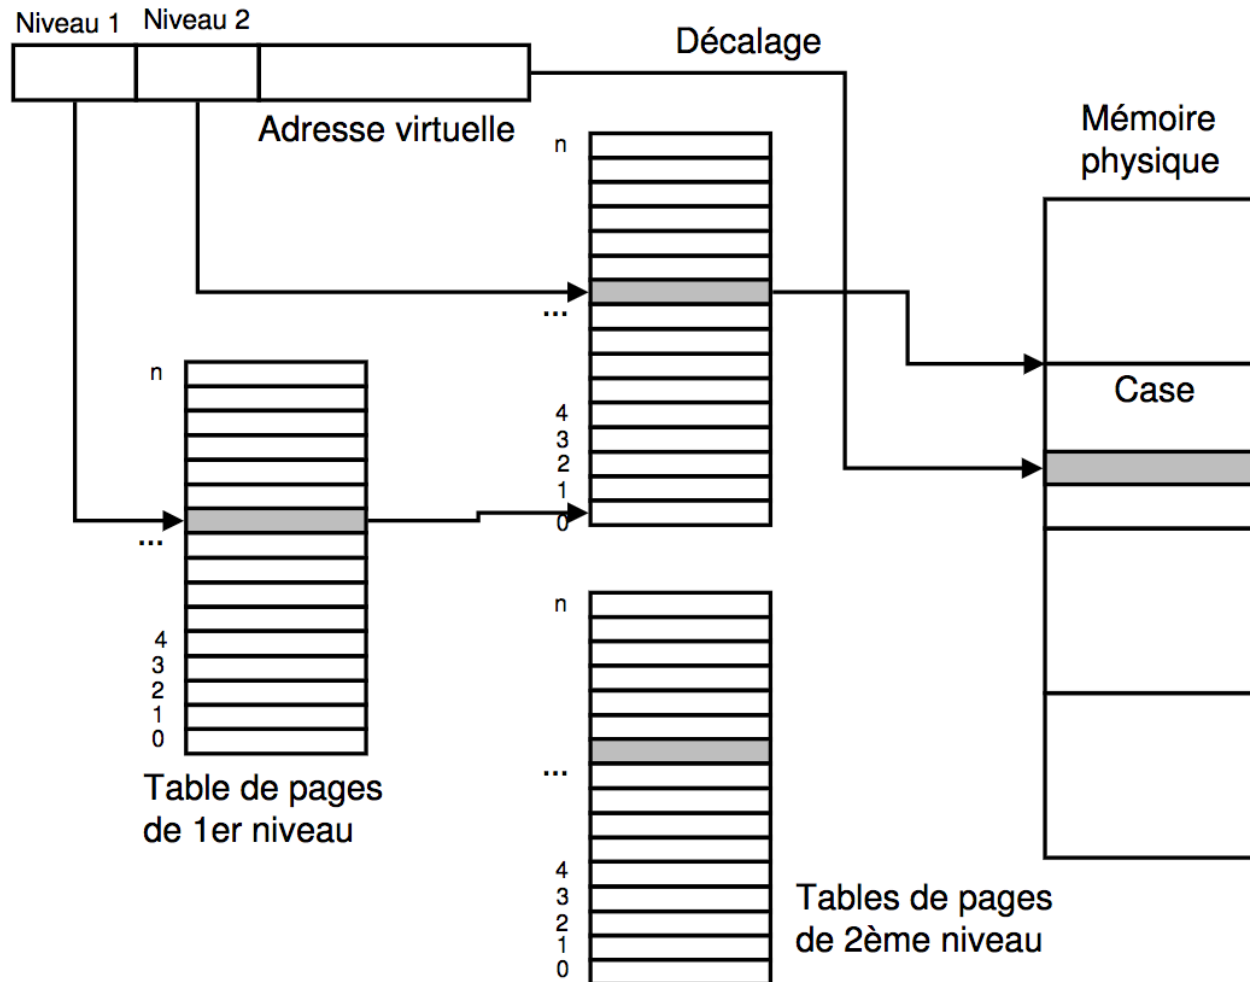 Niveau 1 Niveau 2
Décalage
Adresse virtuelle
Mémoire
physique
n
...
4
3
2
1
0
Case
n
...
4
3
2
1
0
Table de pages
de 1er niveau
n
...
4
3
2
1
0
Tables de pages
de 2ème niveau